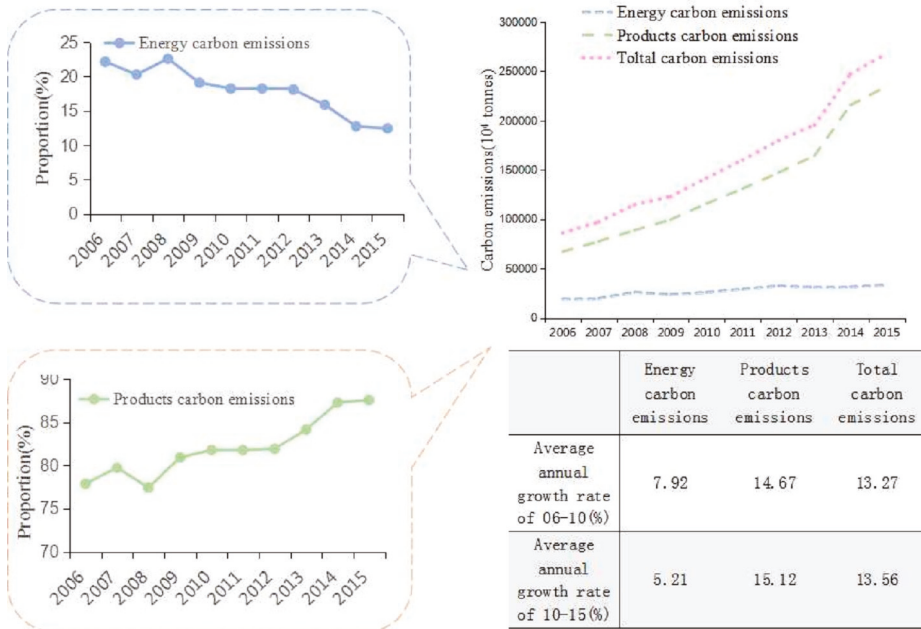 25
20
15
10
5
0
Proportion(%)
Energy carbon emissions
2006 2007 2008 2009 2010 2011 2012 2013 2014 2015
300000
250000
200000
150000
100000
50000
0
Carbon emissions(10⁴ tonnes)
Energy carbon emissions
Products carbon emissions
Toltal carbon emissions
2006 2007 2008 2009 2010 2011 2012 2013 2014 2015
90
85
80
75
70
Proportion(%)
Products carbon emissions
2006 2007 2008 2009 2010 2011 2012 2013 2014 2015
Energy Products Total
carbon carbon carbon
emissions emissions emissions
Average
annual
growth rate
of 06-10(%)
7.92 14.67 13.27
Average
annual
growth rate
of 10-15(%)
5.21 15.12 13.56